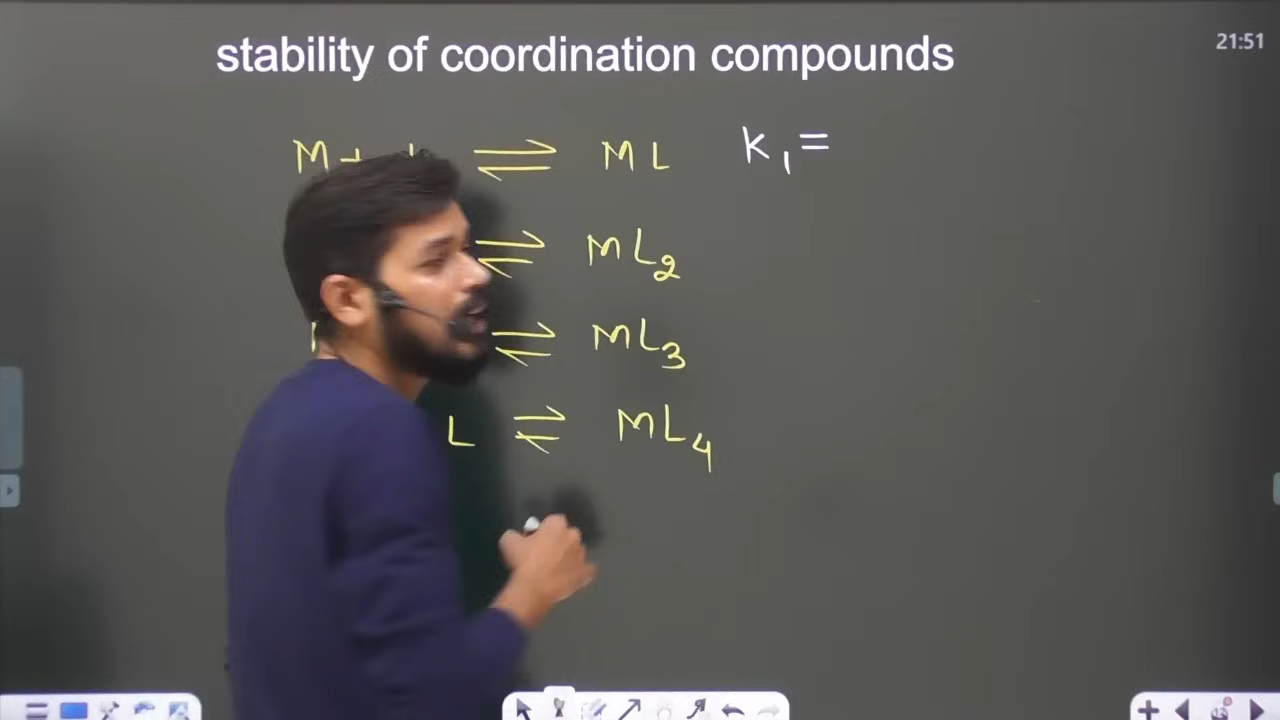 stability of coordination compounds
21:51
M + ⇌ ML K₁ =
⇌ ML₂
⇌ ML₃
L ⇌ ML₄